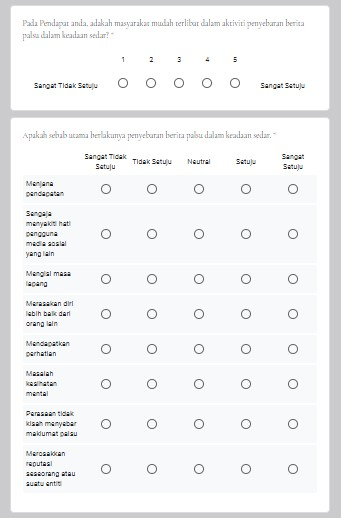 Pada Pendapat anda, adakah masyarakat mudah terlibat dalam aktiviti penyebaran berita
palsu dalam keadaan sedar? *
1 2 3 4 5
Sangat Tidak Setuju Sangat Setuju
Apakah sebab utama berlakunya penyebaran berita palsu dalam keadaan sedar. *
Sangat Tidak Setuju Tidak Setuju Neutral Setuju Sangat Setuju
Menjana
pendapatan
Sengaja
menyakiti hati
pengguna
media sosial
yang lain
Mengisi masa
lapang
Merasakan diri
lebih baik dari
orang lain
Mendapatkan
perhatian
Masalah
kesihatan
mental
Perasaan tidak
kisah menyebar
maklumat palsu
Merosakkan
reputasi
seseorang atau
suatu entiti